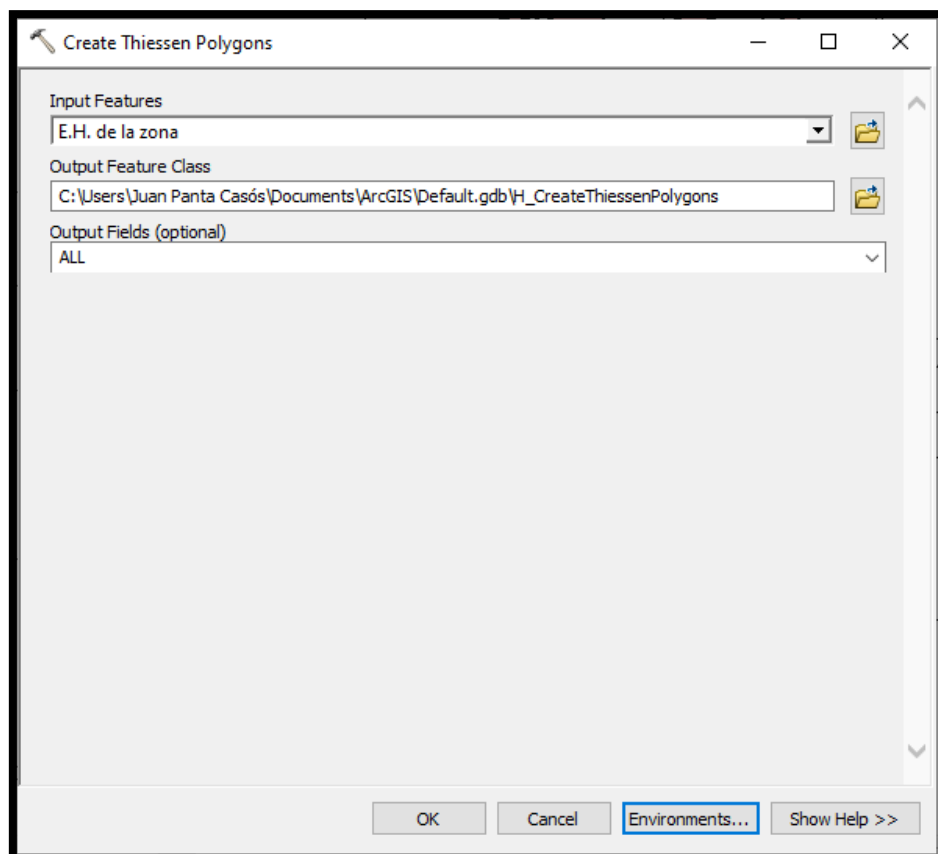 Create Thiessen Polygons
Input Features
E.H. de la zona
Output Feature Class
C:\Users\Juan Panta Casós\Documents\ArcGIS\Default.gdb\H_CreateThiessenPolygons
Output Fields (optional)
ALL
OK Cancel Environments... Show Help >>